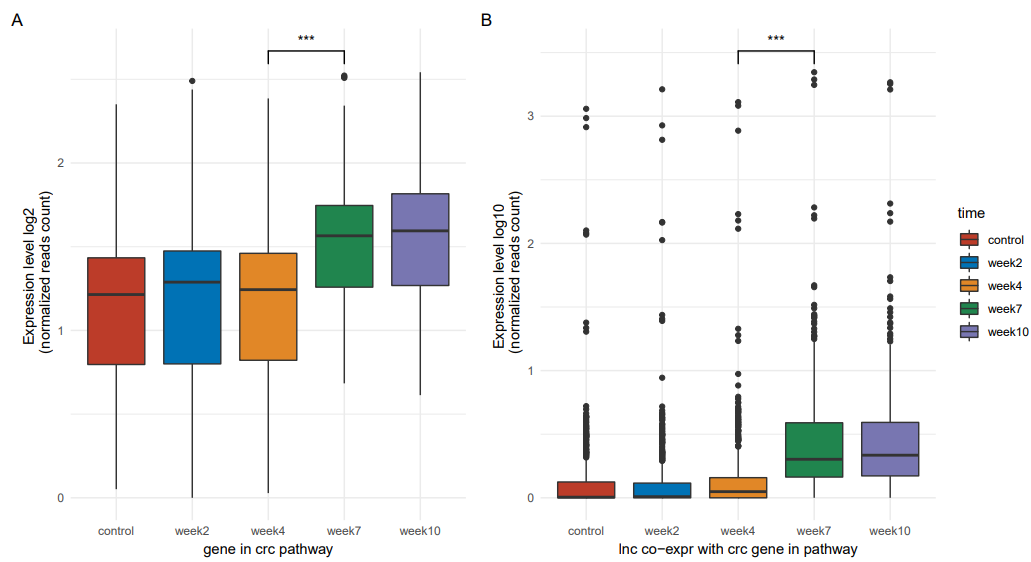 A
***
Expression level log2
(normalized reads count)
2
1
0
control week2 week4 week7 week10
gene in crc pathway
B
***
Expression level log10
(normalized reads count)
3
2
1
0
control week2 week4 week7 week10
lnc co−expr with crc gene in pathway
time
control
week2
week4
week7
week10